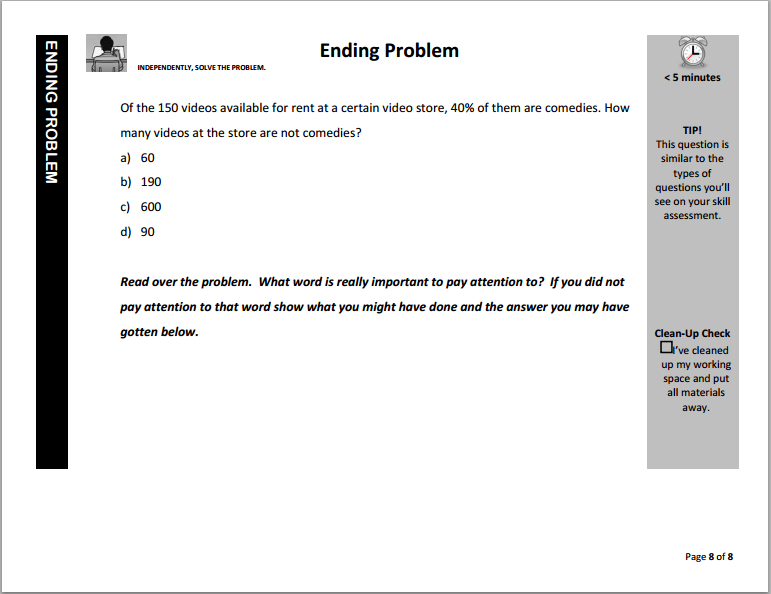 ENDING PROBLEM
Ending Problem
INDEPENDENTLY, SOLVE THE PROBLEM.
Of the 150 videos available for rent at a certain video store, 40% of them are comedies. How
many videos at the store are not comedies?
a) 60
b) 190
c) 600
d) 90
Read over the problem. What word is really important to pay attention to? If you did not
pay attention to that word show what you might have done and the answer you may have
gotten below.
< 5 minutes
TIP!
This question is
similar to the
types of
questions you'll
see on your skill
assessment.
Clean-Up Check
I've cleaned
up my working
space and put
all materials
away.
Page 8 of 8